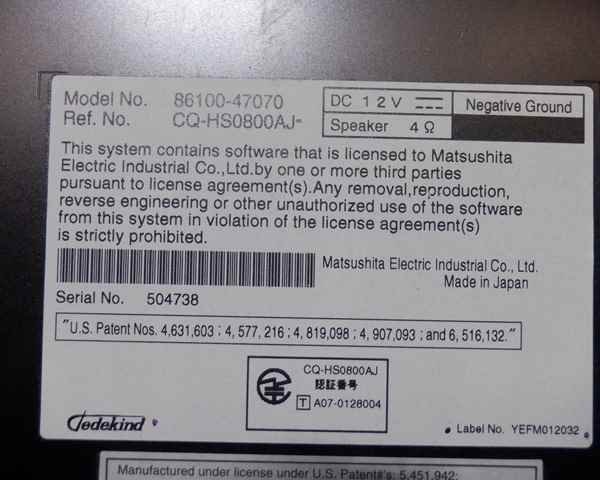 Model No. 86100-47070
Ref. No. CQ-HS0800AJ-
DC 12V
Speaker 4Ω
Negative Ground
This system contains software that is licensed to Matsushita
Electric Industrial Co.,Ltd.by one or more third parties
pursuant to license agreement(s).Any removal,reproduction,
reverse engineering or other unauthorized use of the software
from this system in violation of the license agreement(s)
is strictly prohibited.
Matsushita Electric Industrial Co., Ltd.
Made in Japan
Serial No. 504738
"U.S. Patent Nos. 4,631,603 ; 4, 577, 216 ; 4, 819,098 ; 4, 907,093 ; and 6, 516,132."
CQ-HS0800AJ
認証番号
T A07-0128004
Jedekind
Label No. YEFM012032
Manufactured under license under U.S. Patent#'s: 5,451,942;